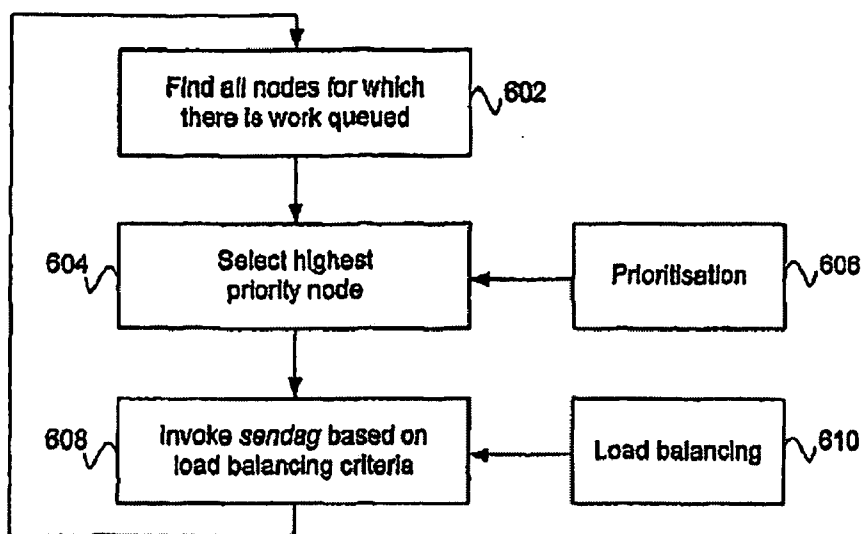 Find all nodes for which
there is work queued
602
604
Select highest
priority node
Prioritisation
606
608
Invoke sendag based on
load balancing criteria
Load balancing
610